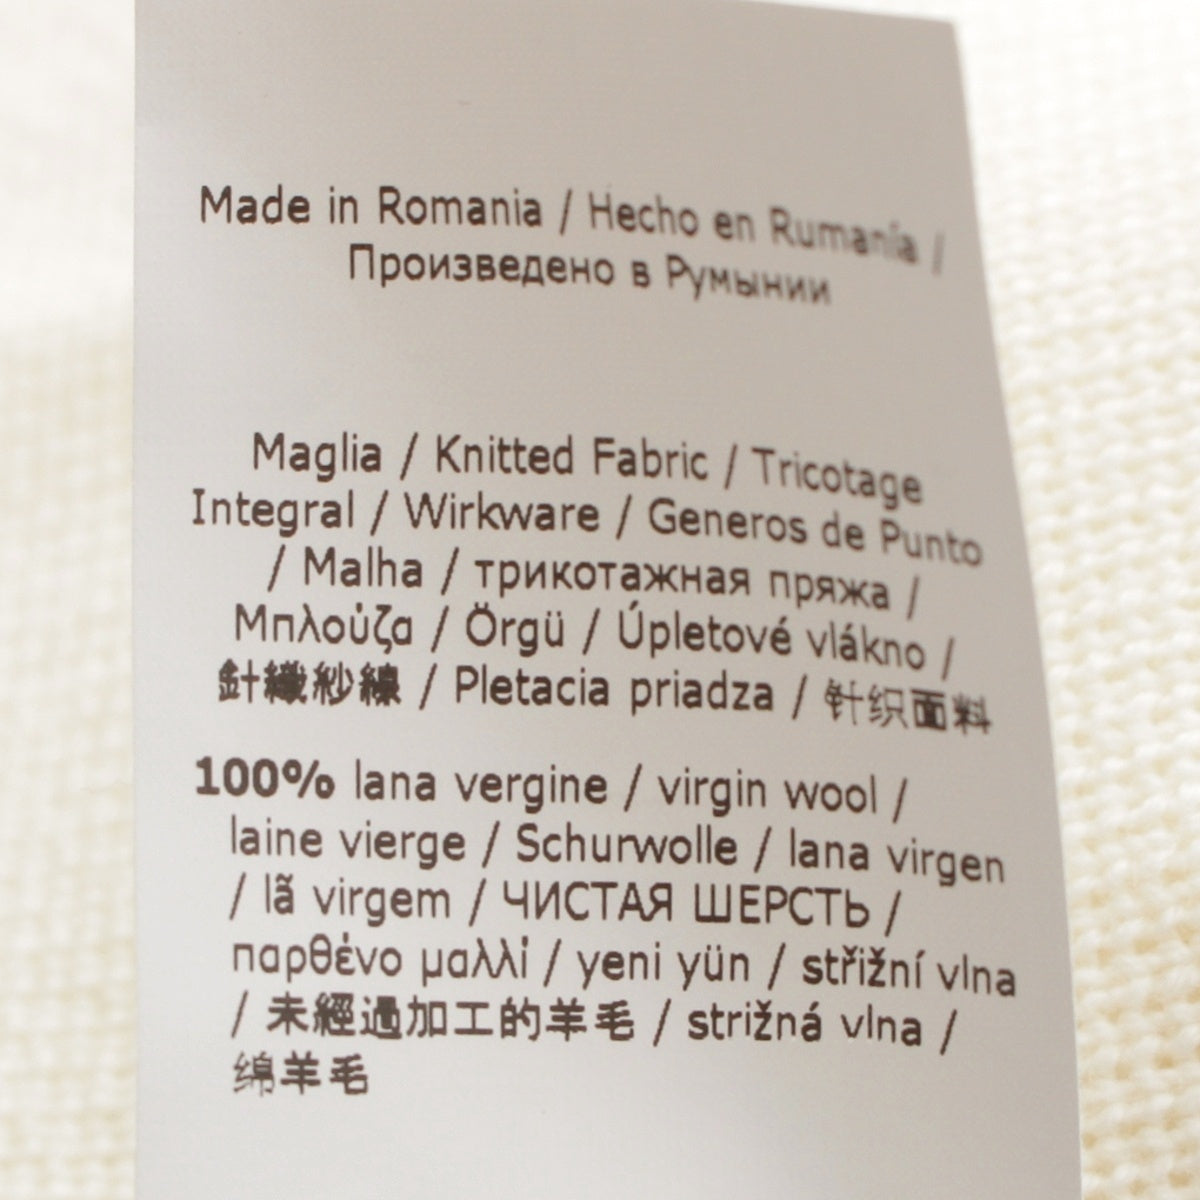 Made in Romania / Hecho en Rumanía /
Произведено в Румынии
Maglia / Knitted Fabric / Tricotage
Integral / Wirkware / Generos de Punto
/ Malha / трикотажная пряжа /
Μπλούζα / Örgü / Úpletové vlákno /
針織紗線 / Pletacia priadza / 针织面料
100% lana vergine / virgin wool /
laine vierge / Schurwolle / lana virgen
/ lã virgem / ЧИСТАЯ ШЕРСТЬ /
παρθένο μαλλί / yeni yün / střižní vlna
/ 未經過加工的羊毛 / strižná vlna /
绵羊毛